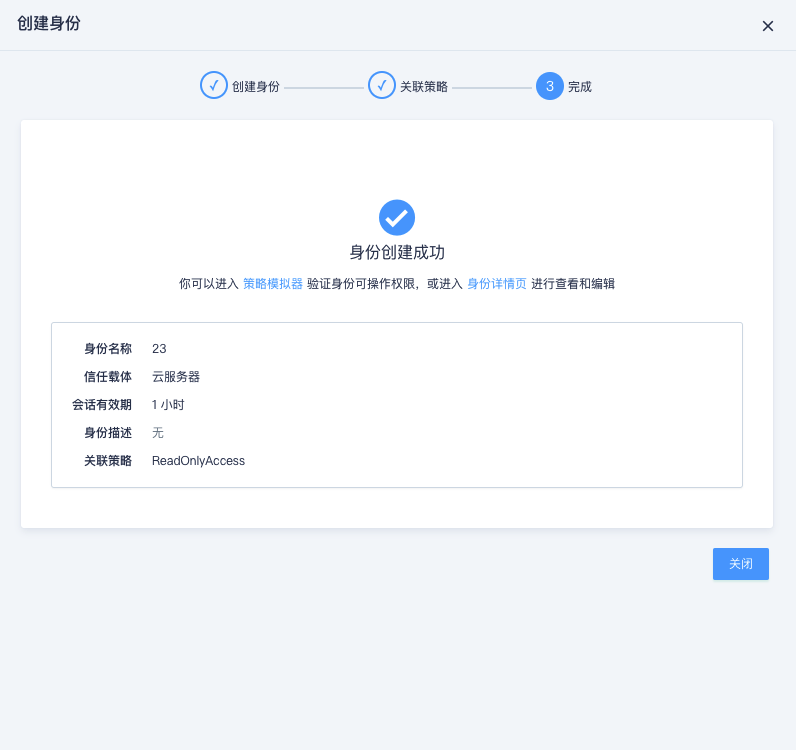 创建身份
创建身份 关联策略 3 完成
身份创建成功
你可以进入 策略模拟器 验证身份可操作权限，或进入 身份详情页 进行查看和编辑
身份名称 23
信任载体 云服务器
会话有效期 1 小时
身份描述 无
关联策略 ReadOnlyAccess
关闭